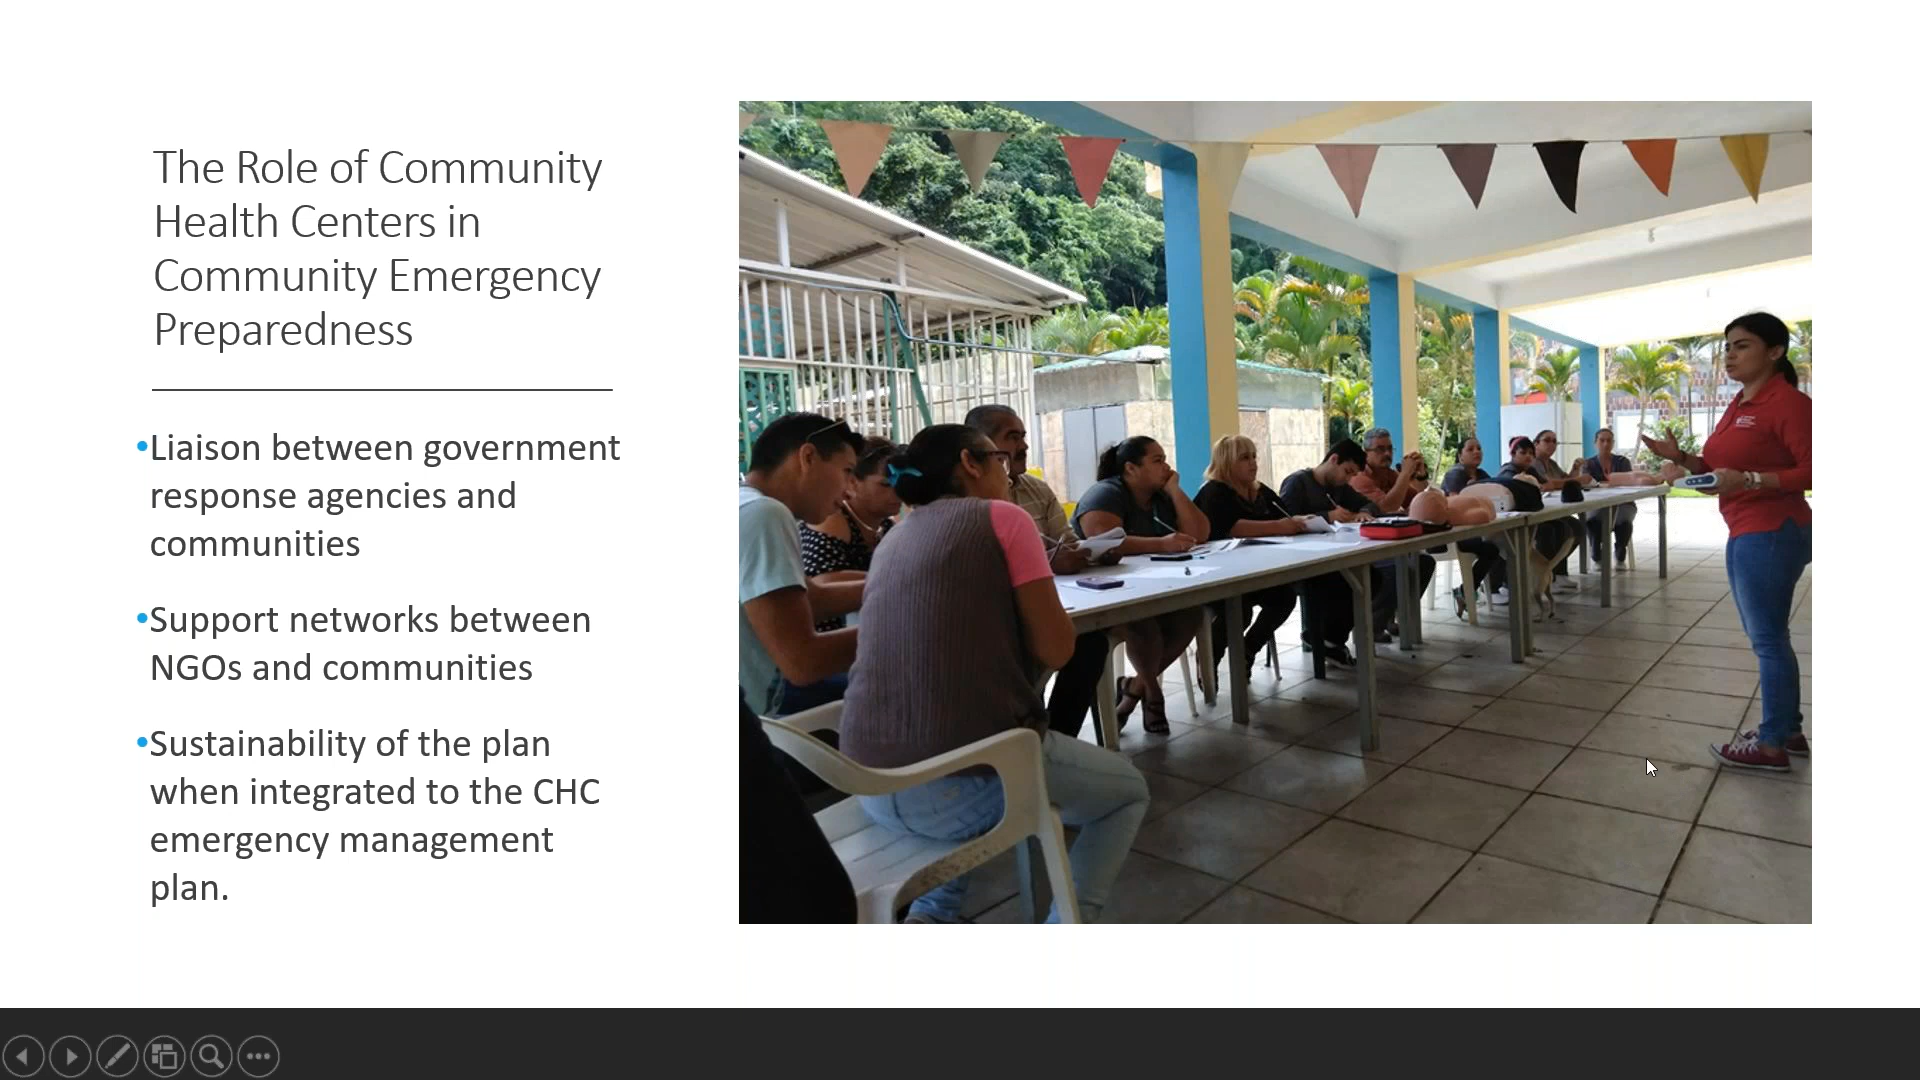 The Role of Community
Health Centers in
Community Emergency
Preparedness
•Liaison between government
response agencies and
communities
•Support networks between
NGOs and communities
•Sustainability of the plan
when integrated to the CHC
emergency management
plan.